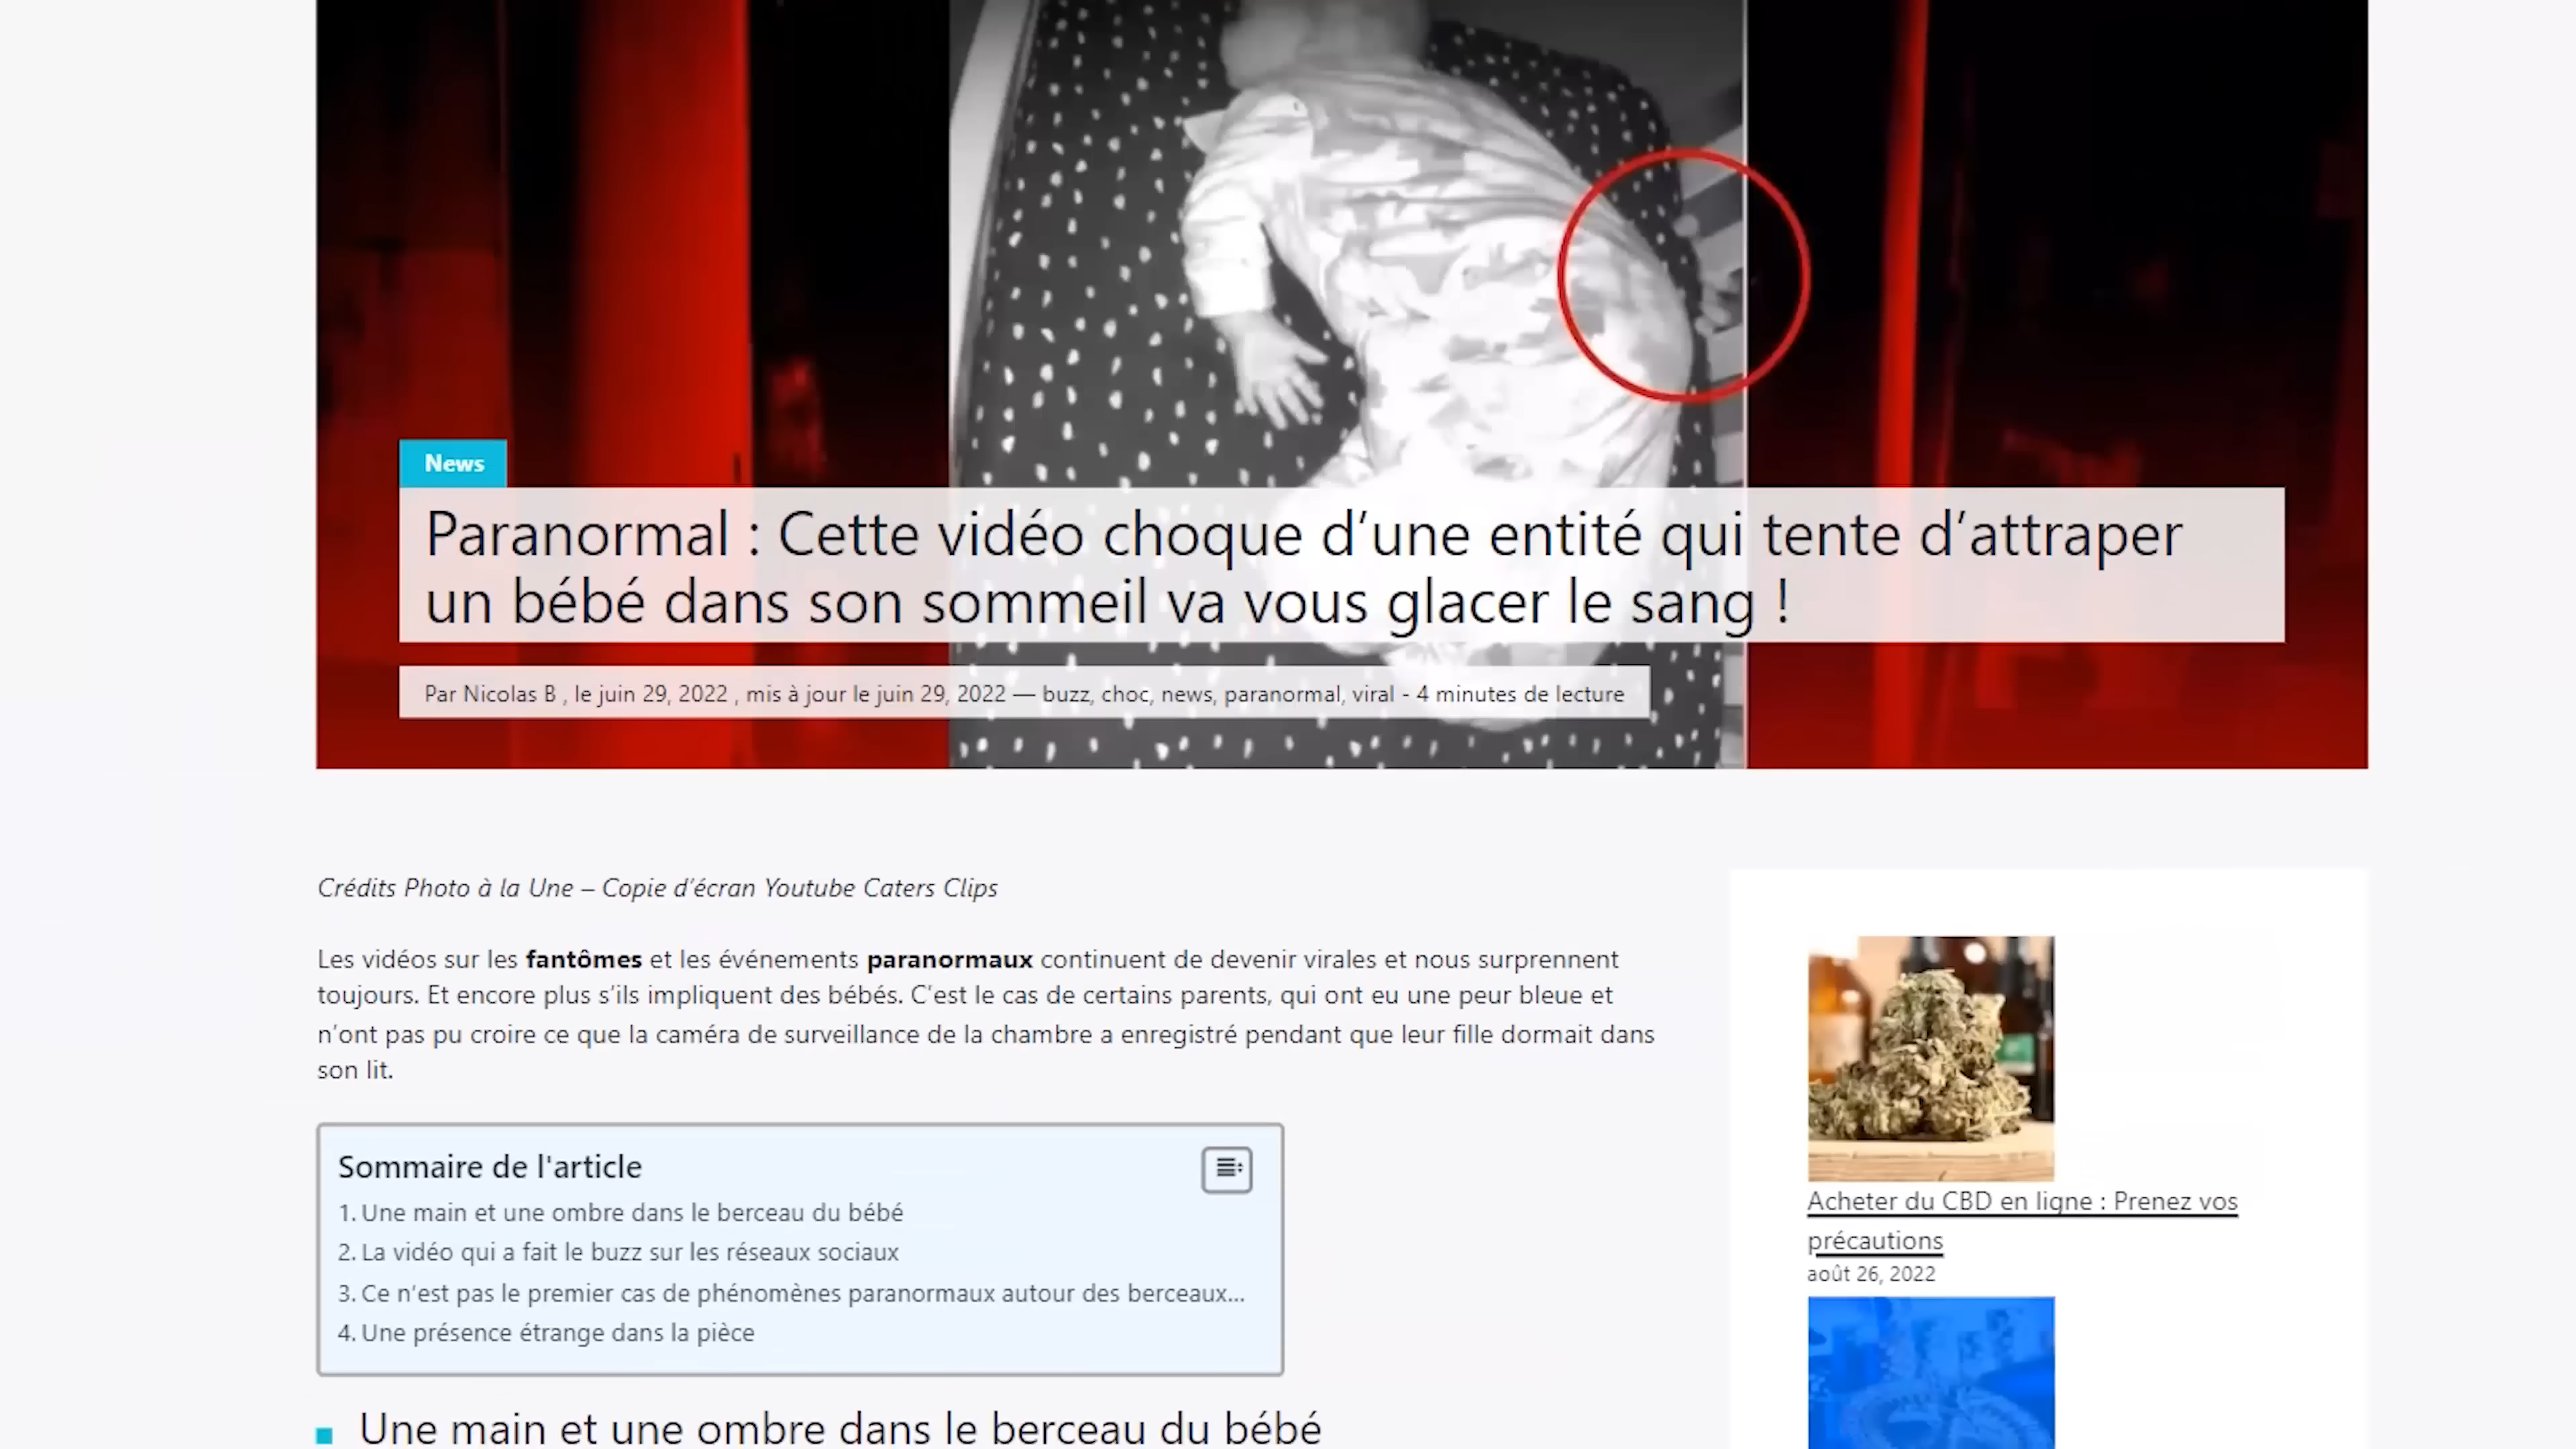 News
Paranormal : Cette vidéo choque d’une entité qui tente d’attraper
un bébé dans son sommeil va vous glacer le sang !
Par Nicolas B , le juin 29, 2022 , mis à jour le juin 29, 2022 — buzz, choc, news, paranormal, viral - 4 minutes de lecture
Crédits Photo à la Une – Copie d’écran Youtube Caters Clips
Les vidéos sur les fantômes et les événements paranormaux continuent de devenir virales et nous surprennent
toujours. Et encore plus s’ils impliquent des bébés. C’est le cas de certains parents, qui ont eu une peur bleue et
n’ont pas pu croire ce que la caméra de surveillance de la chambre a enregistré pendant que leur fille dormait dans
son lit.
Sommaire de l'article
1. Une main et une ombre dans le berceau du bébé
2. La vidéo qui a fait le buzz sur les réseaux sociaux
3. Ce n'est pas le premier cas de phénomènes paranormaux autour des berceaux...
4. Une présence étrange dans la pièce
Une main et une ombre dans le berceau du bébé
Acheter du CBD en ligne : Prenez vos
précautions
août 26, 2022